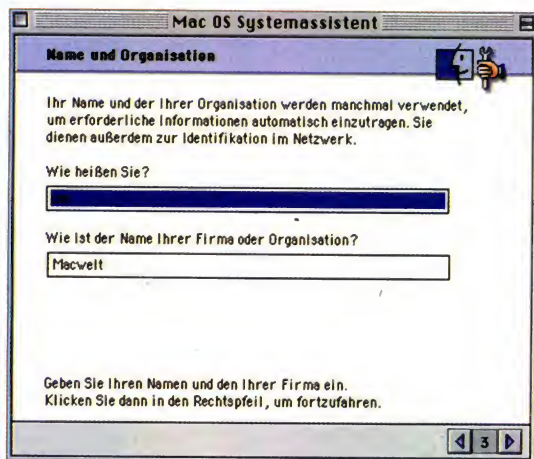 Mac OS Systemassistent
Name und Organisation
Ihr Name und der Ihrer Organisation werden manchmal verwendet,
um erforderliche Informationen automatisch einzutragen. Sie
dienen außerdem zur Identifikation im Netzwerk.
Wie heißen Sie?
Wie ist der Name Ihrer Firma oder Organisation?
Macwelt
Geben Sie Ihren Namen und den Ihrer Firma ein.
Klicken Sie dann in den Rechtspfeil, um fortzufahren.
3